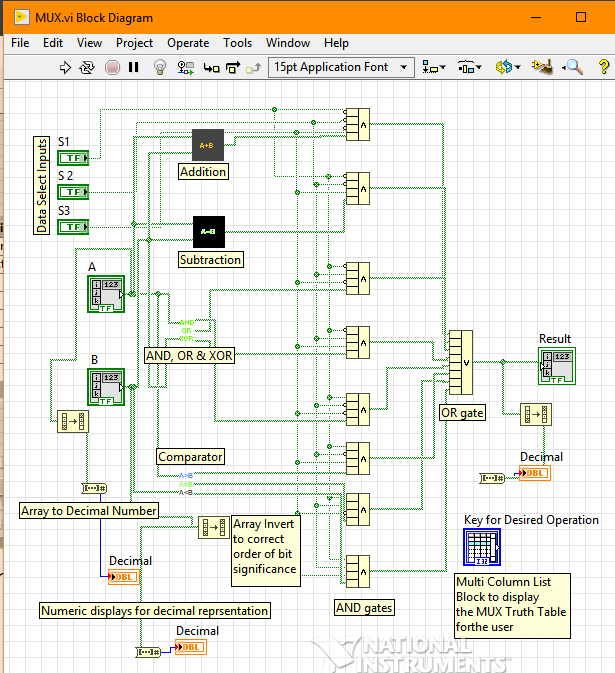 MUX.vi Block Diagram
File Edit View Project Operate Tools Window Help
15pt Application Font
Data Select Inputs
S1
TF
S 2
TF
S3
TF
A+B
Addition
A-B
Subtraction
A
123
TF
AND
OR
XOR
AND, OR & XOR
B
123
TF
Result
123
TF
OR gate
Comparator
A>B
A=B
A<B
Decimal
DBL
Array to Decimal Number
Array Invert
to correct
order of bit
significance
Key for Desired Operation
I32
Decimal
DBL
Multi Column List
Block to display
the MUX Truth Table
forthe user
Numeric displays for decimal reprsentation
AND gates
Decimal
DBL
NATIONAL
INSTRUMENTS